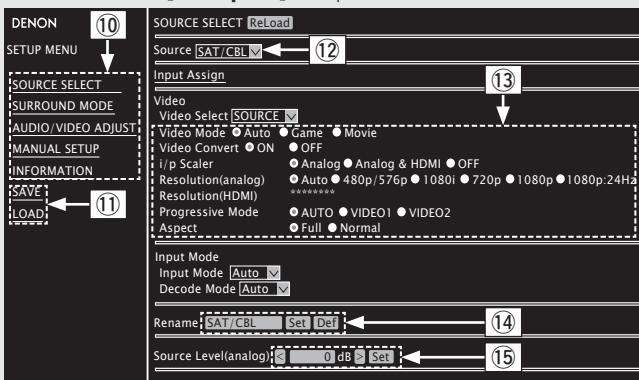 DENON
⑩
SETUP MENU
SOURCE SELECT
SURROUND MODE
AUDIO/VIDEO ADJUST
MANUAL SETUP
INFORMATION
SAVE
LOAD
⑪
SOURCE SELECT ReLoad
Source SAT/CBL
⑫
Input Assign
⑬
Video
Video Select SOURCE
Video Mode Auto Game Movie
Video Convert ON OFF
i/p Scaler Analog Analog & HDMI OFF
Resolution(analog) Auto 480p/576p 1080i 720p 1080p 1080p:24Hz
Resolution(HDMI) ********
Progressive Mode AUTO VIDEO1 VIDEO2
Aspect Full Normal
Input Mode
Input Mode Auto
Decode Mode Auto
Rename SAT/CBL Set Def
⑭
Source Level(analog) < 0 dB > Set
⑮